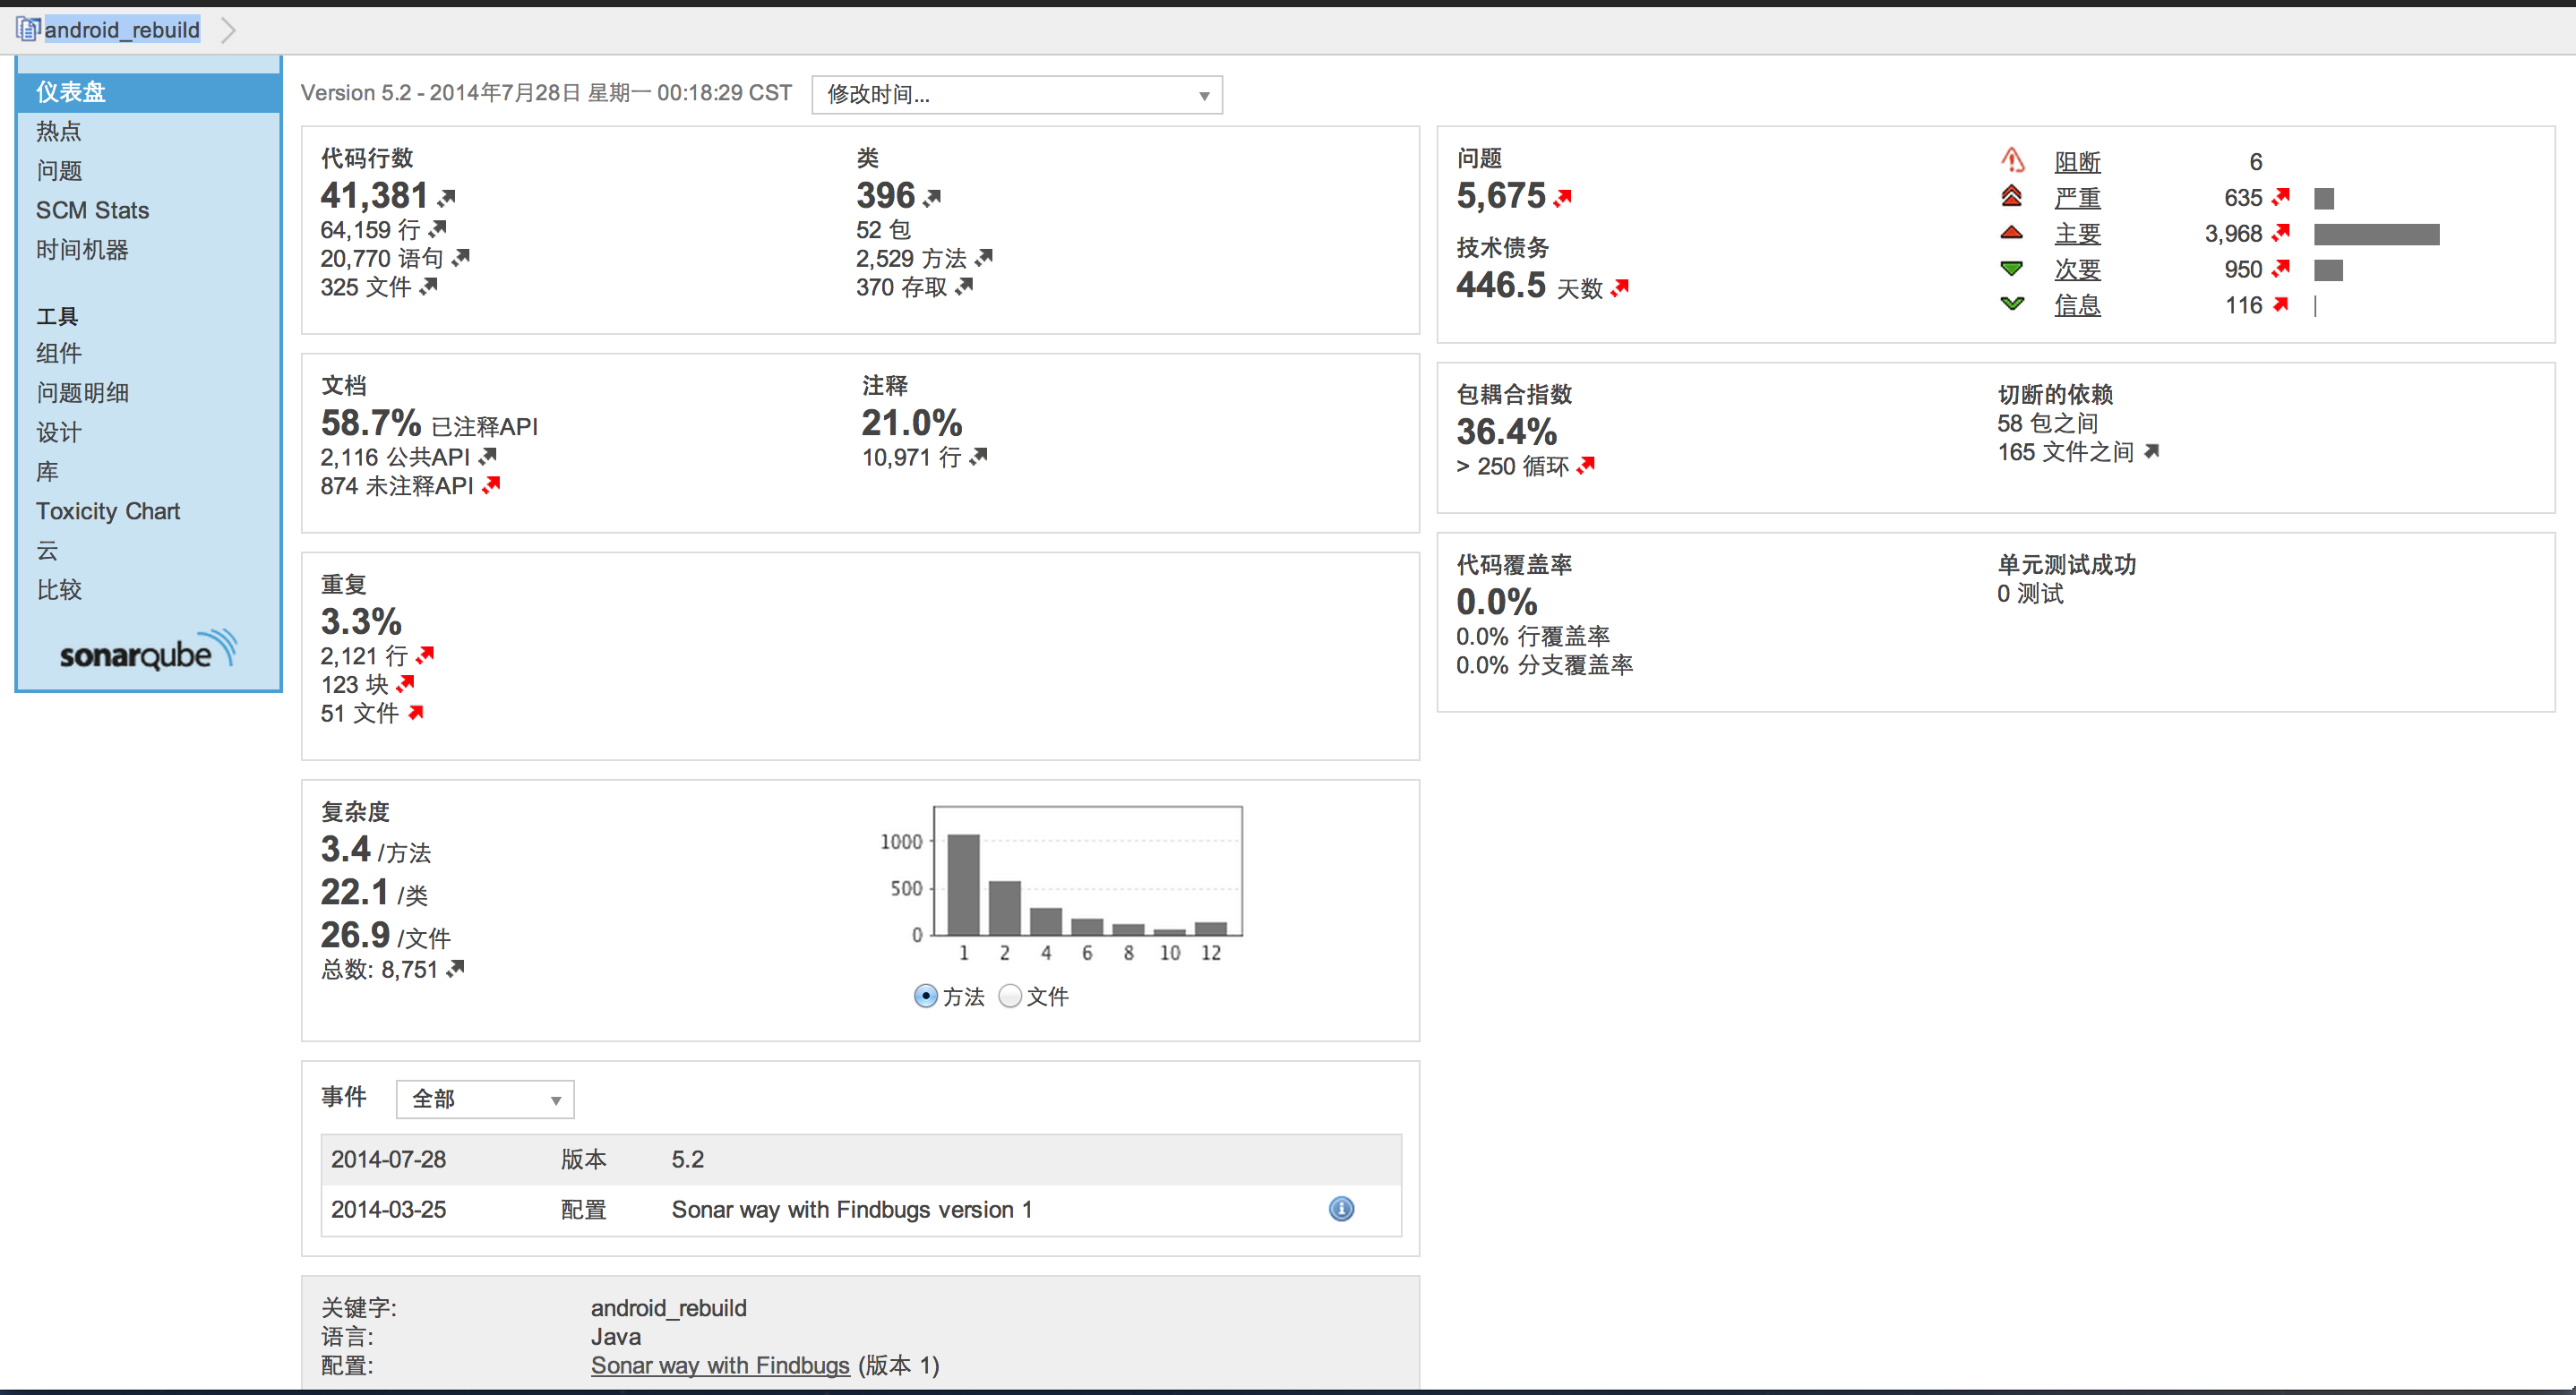 android_rebuild
仪表盘
热点
问题
SCM Stats
时间机器
工具
组件
问题明细
设计
库
Toxicity Chart
云
比较
sonarqube
Version 5.2 - 2014年7月28日 星期一 00:18:29 CST 修改时间...
代码行数
41,381
64,159 行
20,770 语句
325 文件
类
396
52 包
2,529 方法
370 存取
文档
58.7% 已注释API
2,116 公共API
874 未注释API
注释
21.0%
10,971 行
重复
3.3%
2,121 行
123 块
51 文件
复杂度
3.4 /方法
22.1 /类
26.9 /文件
总数: 8,751
1000
500
0
1 2 4 6 8 10 12
方法 文件
事件 全部
2014-07-28 版本 5.2
2014-03-25 配置 Sonar way with Findbugs version 1
关键字: android_rebuild
语言: Java
配置: Sonar way with Findbugs (版本 1)
问题
5,675
技术债务
446.5 天数
阻断 6
严重 635
主要 3,968
次要 950
信息 116
包耦合指数
36.4%
> 250 循环
切断的依赖
58 包之间
165 文件之间
代码覆盖率
0.0%
0.0% 行覆盖率
0.0% 分支覆盖率
单元测试成功
0 测试